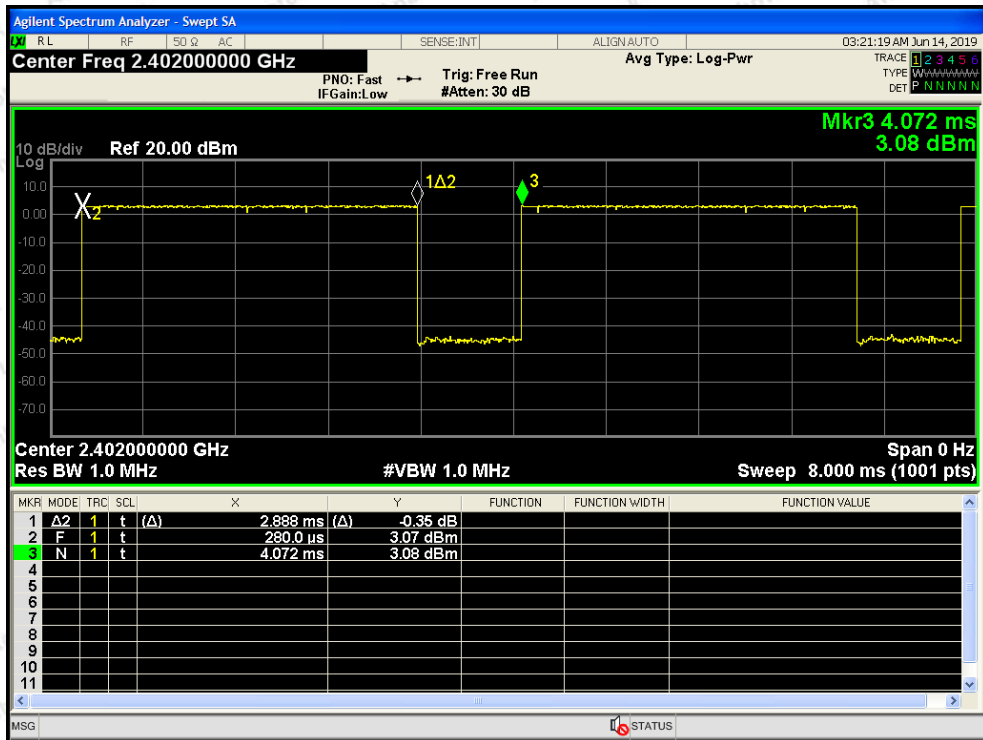 Agilent Spectrum Analyzer - Swept SA
LXI RL RF 50 Ω AC SENSE:INT ALIGN AUTO 03:21:19 AM Jun 14, 2019
Center Freq 2.402000000 GHz
PNO: Fast
IFGain:Low
Trig: Free Run
#Atten: 30 dB
Avg Type: Log-Pwr
TRACE 1 2 3 4 5 6
TYPE WWWWWW
DET P N N N N N
Mkr3 4.072 ms
3.08 dBm
10 dB/div Ref 20.00 dBm
Log
10.0
0.00
-10.0
-20.0
-30.0
-40.0
-50.0
-60.0
-70.0
X2
1Δ2
3
Center 2.402000000 GHz Span 0 Hz
Res BW 1.0 MHz #VBW 1.0 MHz Sweep 8.000 ms (1001 pts)
MKR MODE TRC SCL X Y FUNCTION FUNCTION WIDTH FUNCTION VALUE
1 Δ2 1 t (Δ) 2.888 ms (Δ) -0.35 dB
2 F 1 t 280.0 µs 3.07 dBm
3 N 1 t 4.072 ms 3.08 dBm
4
5
6
7
8
9
10
11
MSG STATUS